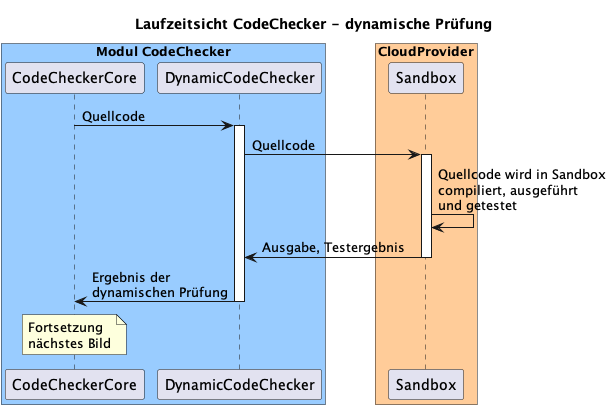 Laufzeitsicht CodeChecker – dynamische Prüfung
Modul CodeChecker
CloudProvider
CodeCheckerCore
DynamicCodeChecker
Sandbox
Quellcode
Quellcode
Quellcode wird in Sandbox
compiliert, ausgeführt
und getestet
Ausgabe, Testergebnis
Ergebnis der
dynamischen Prüfung
Fortsetzung
nächstes Bild
CodeCheckerCore
DynamicCodeChecker
Sandbox